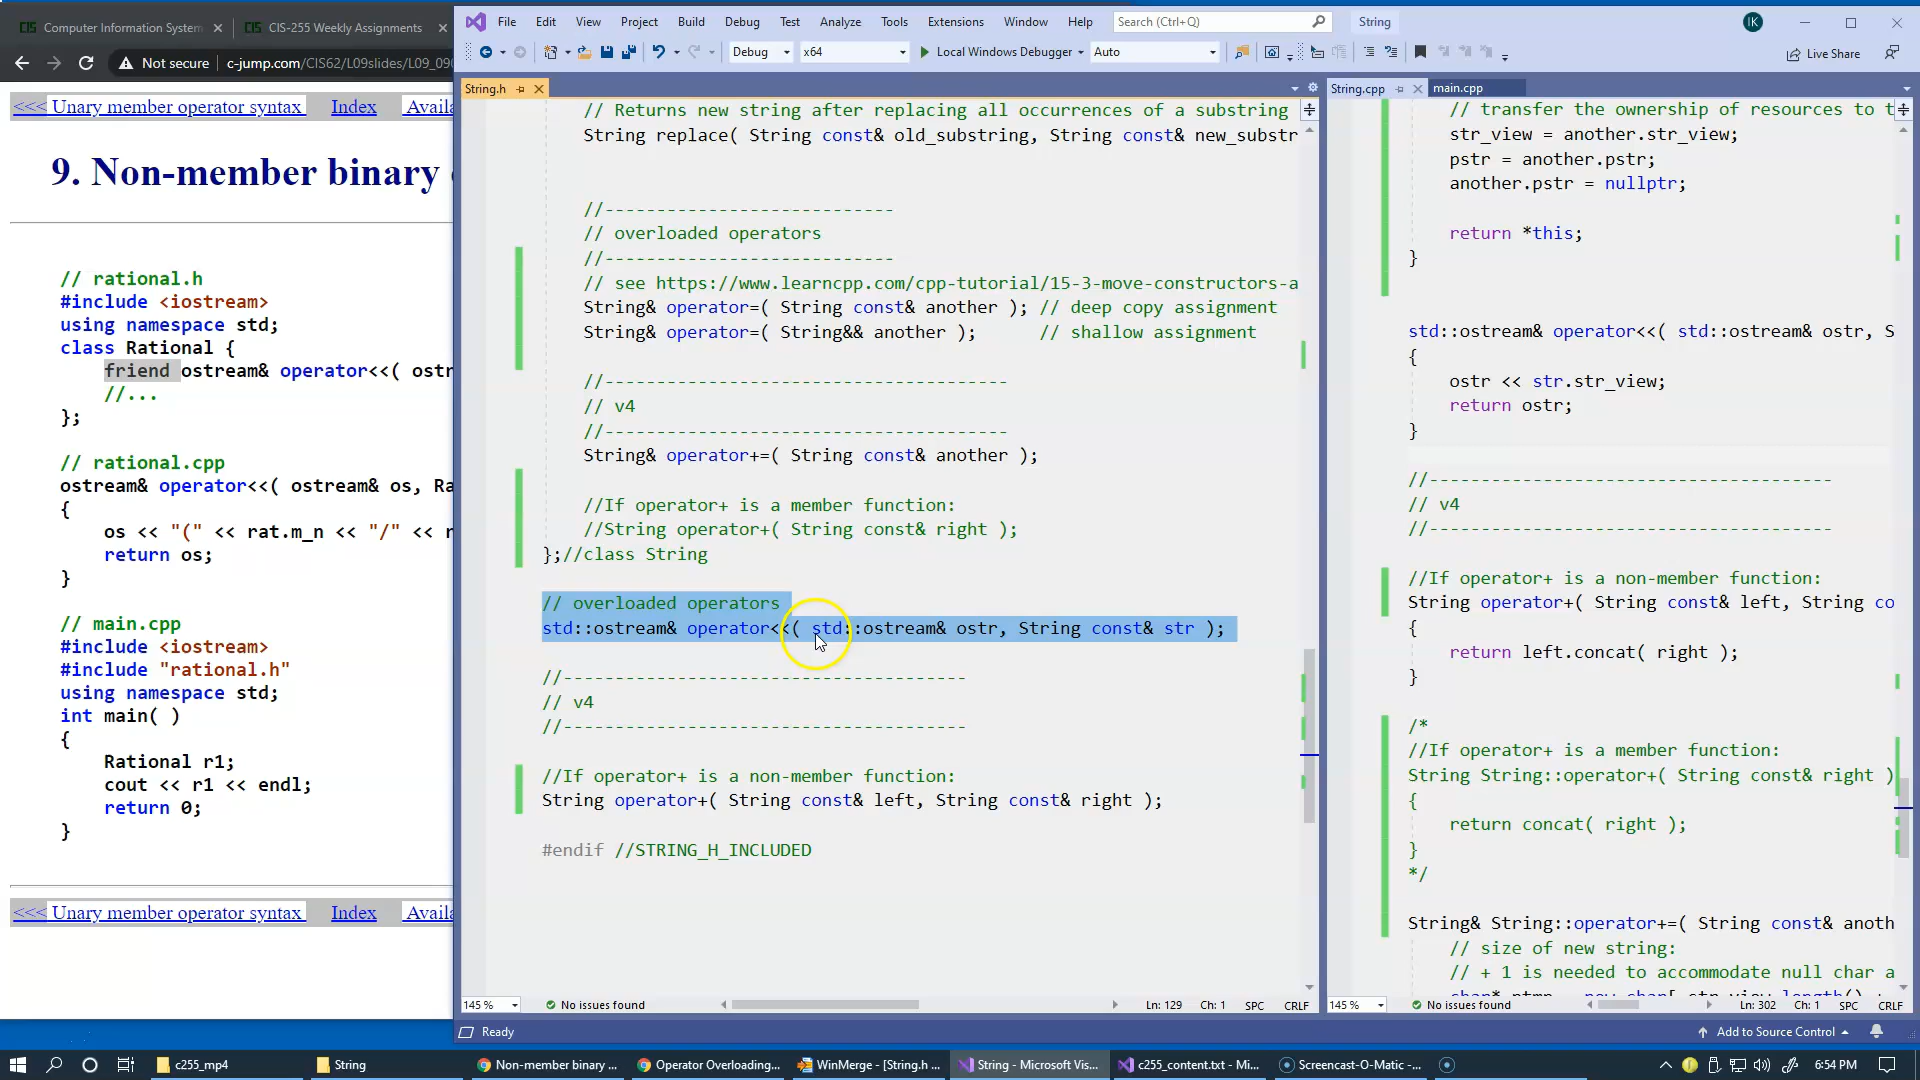 Computer Information System
CIS-255 Weekly Assignments
Not secure
c-jump.com/CIS62/L09slides/L09_090
<<< Unary member operator syntax
Index
Availa
9. Non-member binary
// rational.h
#include <iostream>
using namespace std;
class Rational {
friend ostream& operator<<( ostr
//...
};
// rational.cpp
ostream& operator<<( ostream& os, Ra
{
os << "(" << rat.m_n << "/" << r
return os;
}
// main.cpp
#include <iostream>
#include "rational.h"
using namespace std;
int main( )
{
Rational r1;
cout << r1 << endl;
return 0;
}
<<< Unary member operator syntax
Index
Availa
File Edit View Project Build Debug Test Analyze Tools Extensions Window Help
Search (Ctrl+Q)
String
IK
Debug
x64
Local Windows Debugger
Auto
Live Share
String.h
// Returns new string after replacing all occurrences of a substring
String replace( String const& old_substring, String const& new_substr
//----------------------------
// overloaded operators
//----------------------------
// see https://www.learncpp.com/cpp-tutorial/15-3-move-constructors-a
String& operator=( String const& another ); // deep copy assignment
String& operator=( String&& another ); // shallow assignment
//---------------------------------------
// v4
//---------------------------------------
String& operator+=( String const& another );
//If operator+ is a member function:
//String operator+( String const& right );
};//class String
// overloaded operators
std::ostream& operator<<( std::ostream& ostr, String const& str );
//---------------------------------------
// v4
//---------------------------------------
//If operator+ is a non-member function:
String operator+( String const& left, String const& right );
#endif //STRING_H_INCLUDED
145 %
No issues found
Ln: 129
Ch: 1
SPC
CRLF
String.cpp
main.cpp
// transfer the ownership of resources to t
str_view = another.str_view;
pstr = another.pstr;
another.pstr = nullptr;
return *this;
}
std::ostream& operator<<( std::ostream& ostr, S
{
ostr << str.str_view;
return ostr;
}
//---------------------------------------
// v4
//---------------------------------------
//If operator+ is a non-member function:
String operator+( String const& left, String co
{
return left.concat( right );
}
/*
//If operator+ is a member function:
String String::operator+( String const& right )
{
return concat( right );
}
*/
String& String::operator+=( String const& anoth
// size of new string:
// + 1 is needed to accommodate null char a
145 %
No issues found
Ln: 302
Ch: 1
SPC
CRLF
Ready
Add to Source Control
c255_mp4
String
Non-member binary ...
Operator Overloading...
WinMerge - [String.h ...
String - Microsoft Vis...
c255_content.txt - Mi...
Screencast-O-Matic -...
6:54 PM